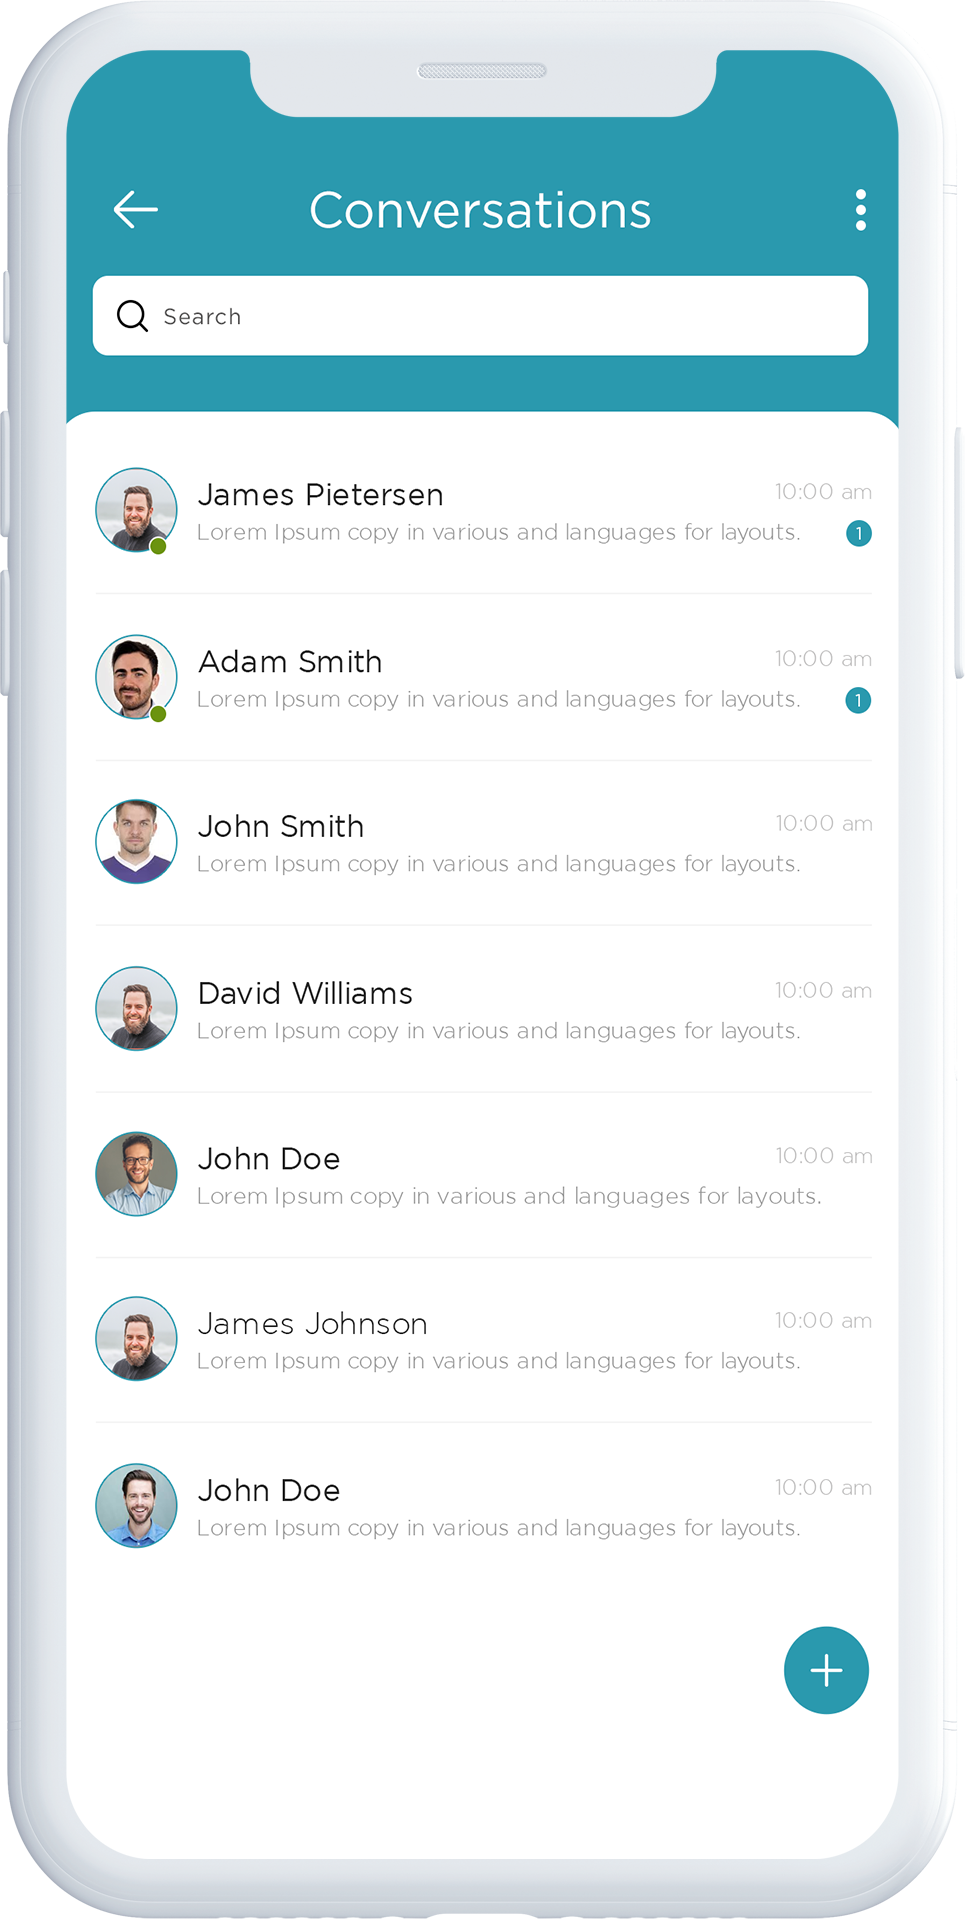 Conversations
Search
James Pietersen
10:00 am
Lorem Ipsum copy in various and languages for layouts.
1
Adam Smith
10:00 am
Lorem Ipsum copy in various and languages for layouts.
1
John Smith
10:00 am
Lorem Ipsum copy in various and languages for layouts.
David Williams
10:00 am
Lorem Ipsum copy in various and languages for layouts.
John Doe
10:00 am
Lorem Ipsum copy in various and languages for layouts.
James Johnson
10:00 am
Lorem Ipsum copy in various and languages for layouts.
John Doe
10:00 am
Lorem Ipsum copy in various and languages for layouts.